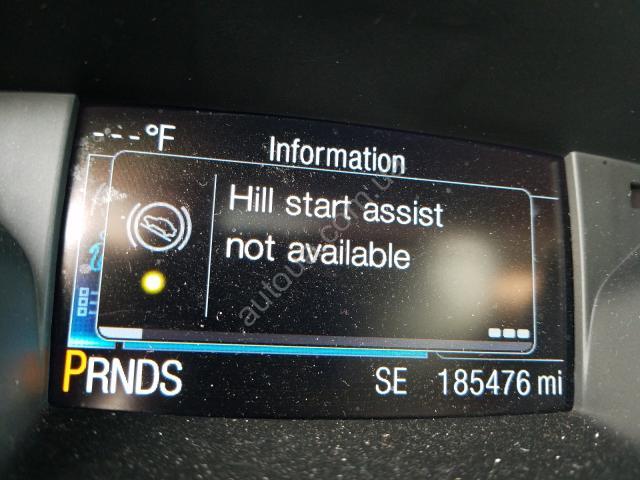 ---°F
Information
Hill start assist
not available
PRNDS
SE
185476 mi